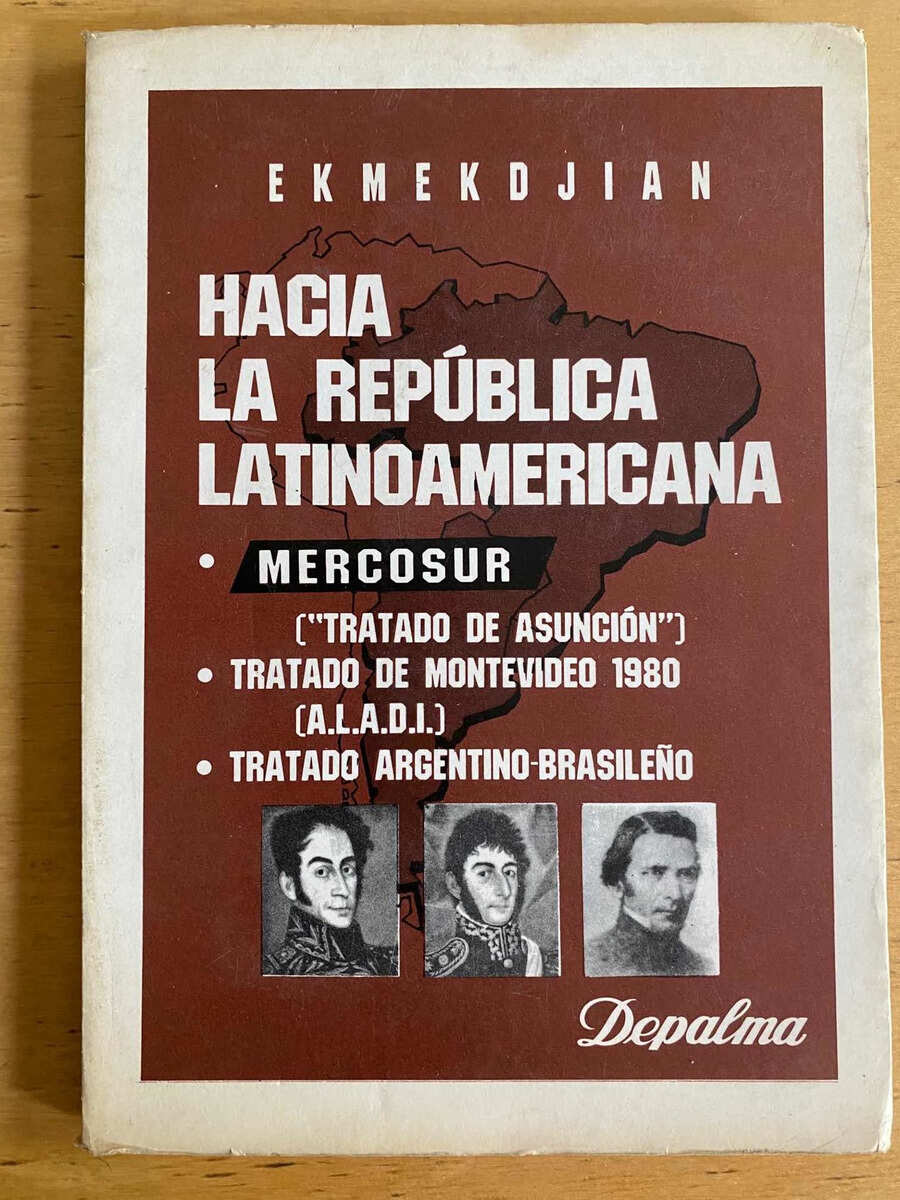 EKMEKDJIAN
HACIA
LA REPÚBLICA
LATINOAMERICANA
• MERCOSUR
("TRATADO DE ASUNCIÓN")
• TRATADO DE MONTEVIDEO 1980
(A.L.A.D.I.)
• TRATADO ARGENTINO-BRASILEÑO
Depalma